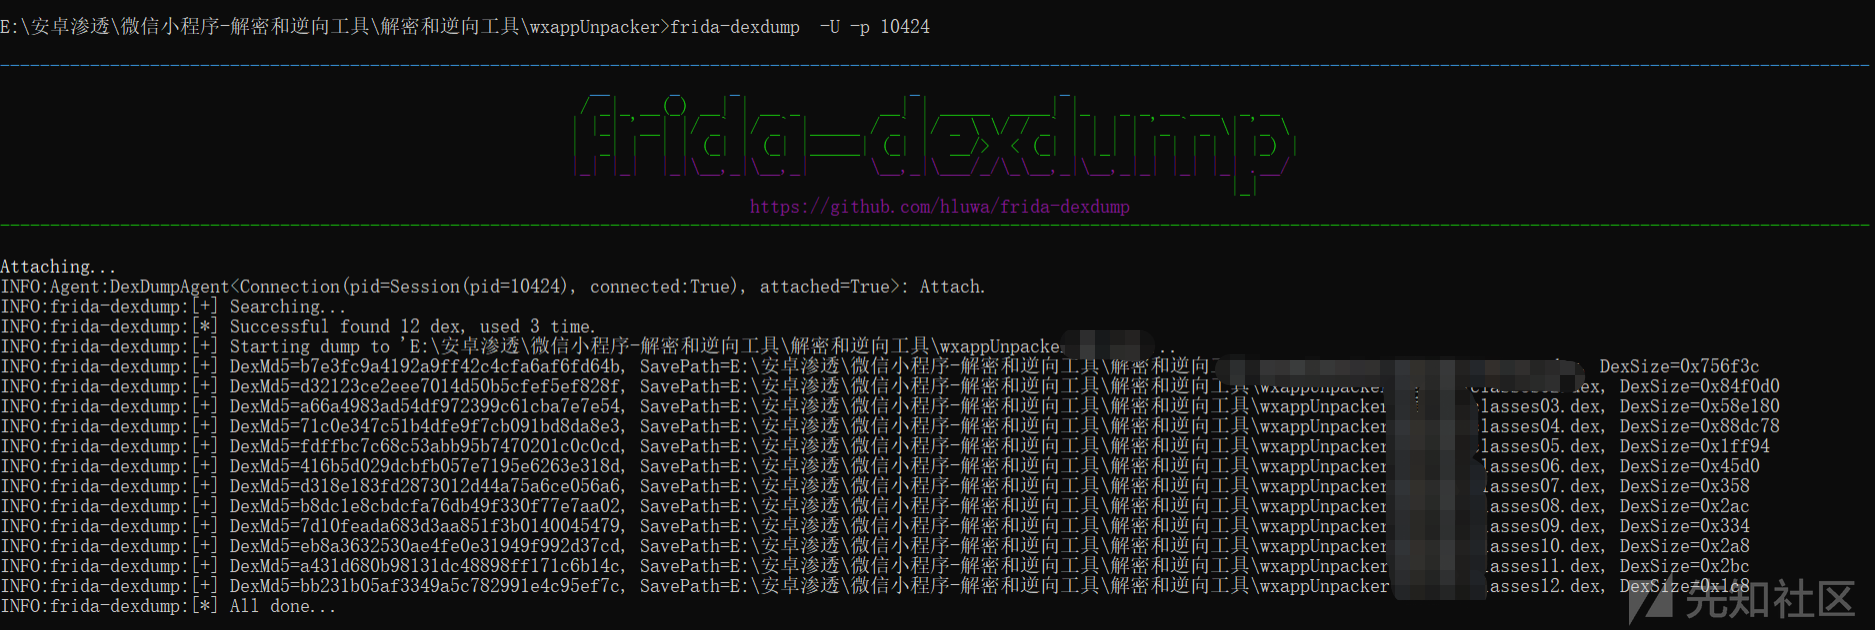 E:\安卓渗透\微信小程序-解密和逆向工具\解密和逆向工具\wxappUnpacker>frida-dexdump  -U -p 10424
frida-dexdump
https://github.com/hluwa/frida-dexdump
Attaching...
INFO:Agent:DexDumpAgent<Connection(pid=Session(pid=10424), connected:True), attached=True>: Attach.
INFO:frida-dexdump:[+] Searching...
INFO:frida-dexdump:[*] Successful found 12 dex, used 3 time.
INFO:frida-dexdump:[+] Starting dump to 'E:\安卓渗透\微信小程序-解密和逆向工具\解密和逆向工具\wxappUnpacke ..
INFO:frida-dexdump:[+] DexMd5=b7e3fc9a4192a9ff42c4cfa6af6fd64b, SavePath=E:\安卓渗透\微信小程序-解密和逆向工具\解密和逆向 DexSize=0x756f3c
INFO:frida-dexdump:[+] DexMd5=d32123ce2eee7014d50b5cfef5ef828f, SavePath=E:\安卓渗透\微信小程序-解密和逆向工具\解密和逆向工具\wxappUnpacker .dex, DexSize=0x84f0d0
INFO:frida-dexdump:[+] DexMd5=a66a4983ad54df972399c61cba7e7e54, SavePath=E:\安卓渗透\微信小程序-解密和逆向工具\解密和逆向工具\wxappUnpacker lasses03.dex, DexSize=0x58e180
INFO:frida-dexdump:[+] DexMd5=71c0e347c51b4dfe9f7cb091bd8da8e3, SavePath=E:\安卓渗透\微信小程序-解密和逆向工具\解密和逆向工具\wxappUnpacker lasses04.dex, DexSize=0x88dc78
INFO:frida-dexdump:[+] DexMd5=fdffbc7c68c53abb95b7470201c0c0cd, SavePath=E:\安卓渗透\微信小程序-解密和逆向工具\解密和逆向工具\wxappUnpacker lasses05.dex, DexSize=0x1ff94
INFO:frida-dexdump:[+] DexMd5=416b5d029dcbfb057e7195e6263e318d, SavePath=E:\安卓渗透\微信小程序-解密和逆向工具\解密和逆向工具\wxappUnpacker lasses06.dex, DexSize=0x45d0
INFO:frida-dexdump:[+] DexMd5=d318e183fd2873012d44a75a6ce056a6, SavePath=E:\安卓渗透\微信小程序-解密和逆向工具\解密和逆向工具\wxappUnpacker lasses07.dex, DexSize=0x358
INFO:frida-dexdump:[+] DexMd5=b8dc1e8cbdcfa76db49f330f77e7aa02, SavePath=E:\安卓渗透\微信小程序-解密和逆向工具\解密和逆向工具\wxappUnpacker lasses08.dex, DexSize=0x2ac
INFO:frida-dexdump:[+] DexMd5=7d10feada683d3aa851f3b0140045479, SavePath=E:\安卓渗透\微信小程序-解密和逆向工具\解密和逆向工具\wxappUnpacker lasses09.dex, DexSize=0x334
INFO:frida-dexdump:[+] DexMd5=eb8a3632530ae4fe0e31949f992d37cd, SavePath=E:\安卓渗透\微信小程序-解密和逆向工具\解密和逆向工具\wxappUnpacker lasses10.dex, DexSize=0x2a8
INFO:frida-dexdump:[+] DexMd5=a431d680b98131dc48898ff171c6b14c, SavePath=E:\安卓渗透\微信小程序-解密和逆向工具\解密和逆向工具\wxappUnpacker lasses11.dex, DexSize=0x2bc
INFO:frida-dexdump:[+] DexMd5=bb231b05af3349a5c782991e4c95ef7c, SavePath=E:\安卓渗透\微信小程序-解密和逆向工具\解密和逆向工具\wxappUnpacker lasses12.dex, DexSize=0x1c8
INFO:frida-dexdump:[*] All done...
先知社区